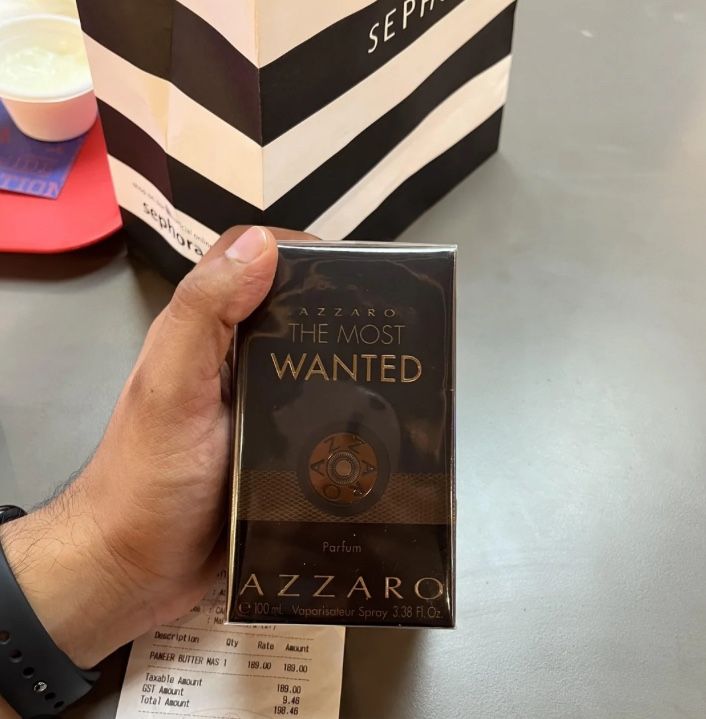 SEPH
sephora
AZZARO
THE MOST
WANTED
AZZARO
Parfum
AZZARO
℮ 100 mL Vaporisateur Spray 3.38 Fl. Oz.
Description Qty Rate Amount
PANEER BUTTER MAS 1 189.00 189.00
Taxable Amount 189.00
GST Amount 9.46
Total Amount 198.46